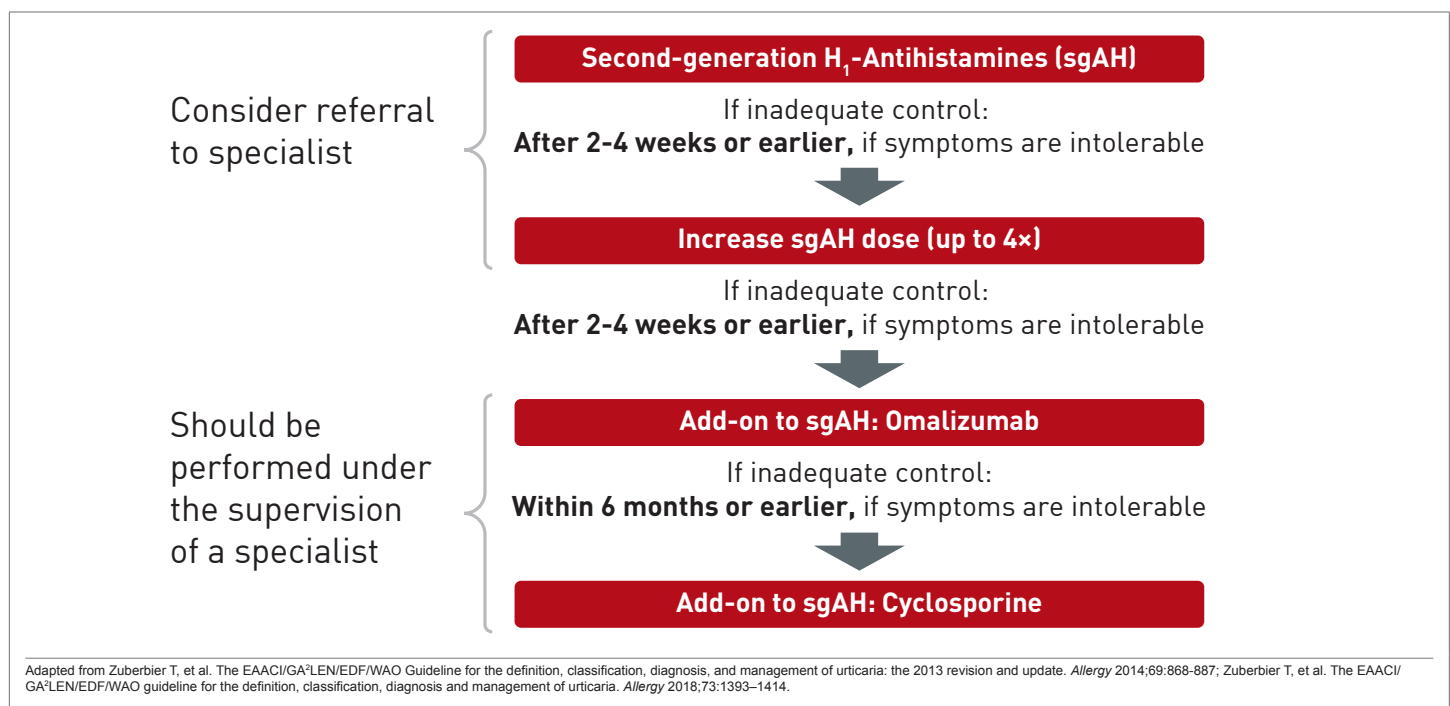 Second-generation H₁-Antihistamines (sgAH)
Consider referral
to specialist
If inadequate control:
After 2-4 weeks or earlier, if symptoms are intolerable
Increase sgAH dose (up to 4×)
If inadequate control:
After 2-4 weeks or earlier, if symptoms are intolerable
Should be
performed under
the supervision
of a specialist
Add-on to sgAH: Omalizumab
If inadequate control:
Within 6 months or earlier, if symptoms are intolerable
Add-on to sgAH: Cyclosporine
Adapted from Zuberbier T, et al. The EAACI/GA²LEN/EDF/WAO Guideline for the definition, classification, diagnosis, and management of urticaria: the 2013 revision and update. Allergy 2014;69:868-887; Zuberbier T, et al. The EAACI/
GA²LEN/EDF/WAO guideline for the definition, classification, diagnosis and management of urticaria. Allergy 2018;73:1393–1414.